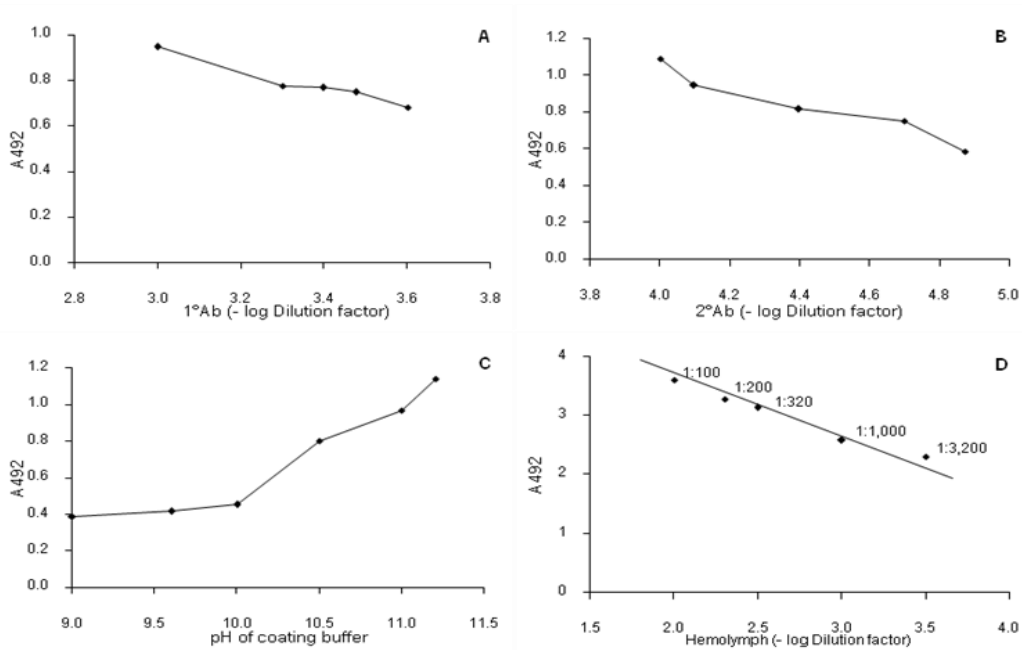 A
1.0
0.8
0.6
0.4
0.2
0.0
A492
2.8 3.0 3.2 3.4 3.6 3.8
1°Ab (- log Dilution factor)
B
1.2
1.0
0.8
0.6
0.4
0.2
0.0
A492
3.8 4.0 4.2 4.4 4.6 4.8 5.0
2°Ab (- log Dilution factor)
C
1.2
1.0
0.8
0.6
0.4
0.2
0.0
A492
9.0 9.5 10.0 10.5 11.0 11.5
pH of coating buffer
D
4
3
2
1
0
A492
1:100
1:200
1:320
1:1,000
1:3,200
1.5 2.0 2.5 3.0 3.5 4.0
Hemolymph (- log Dilution factor)